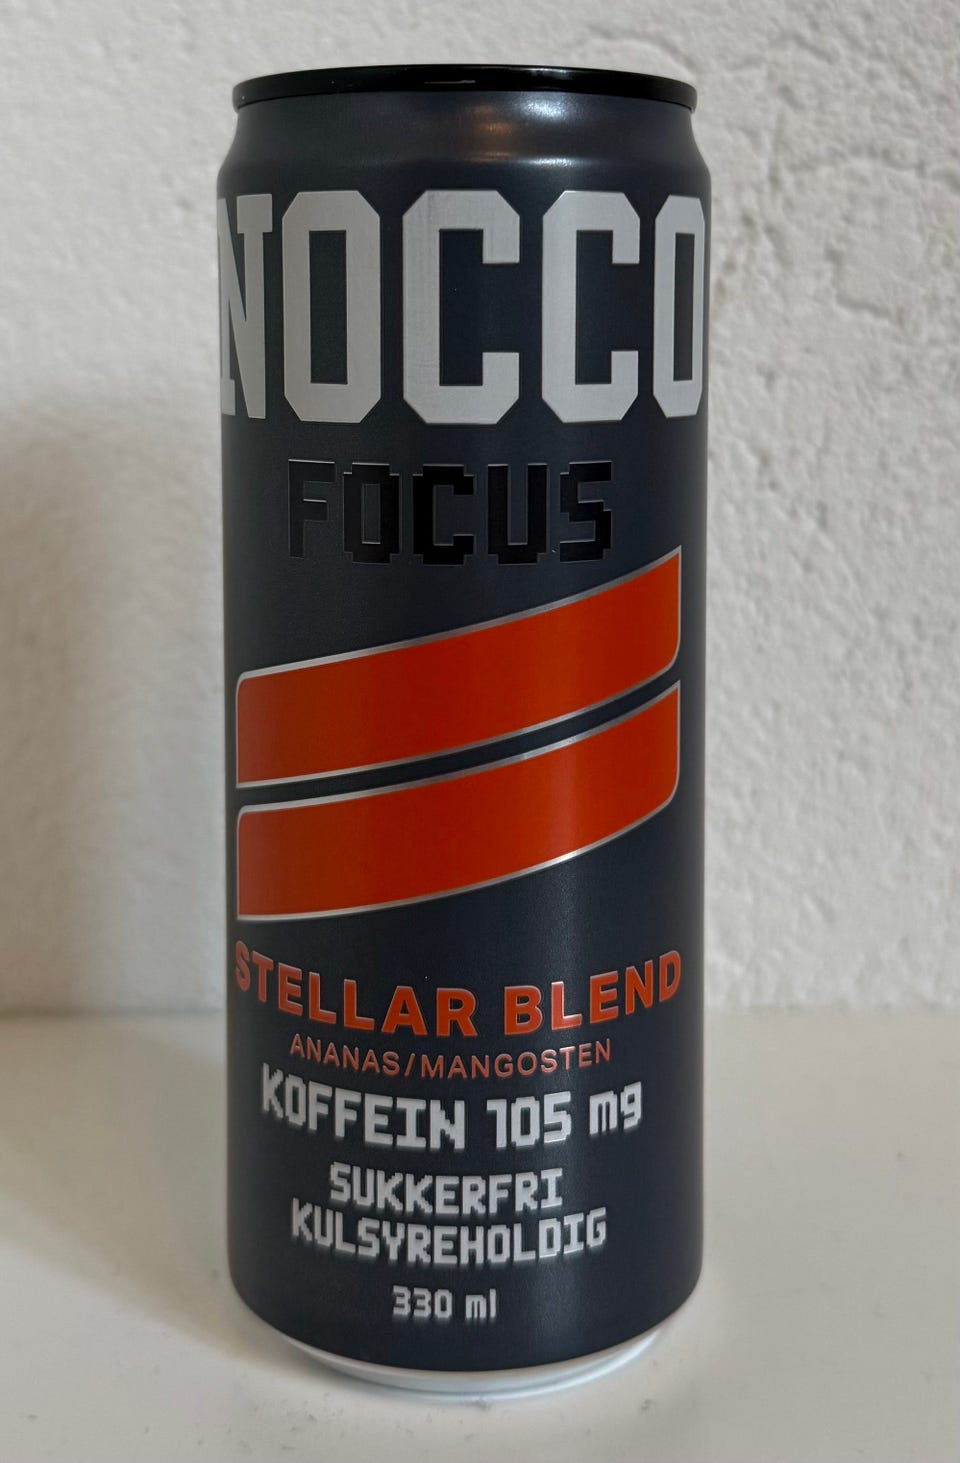 NOCCO
FOCUS
STELLAR BLEND
ANANAS/MANGOSTEN
KOFFEIN 105 mg
SUKKERFRI
KULSYREHOLDIG
330 ml